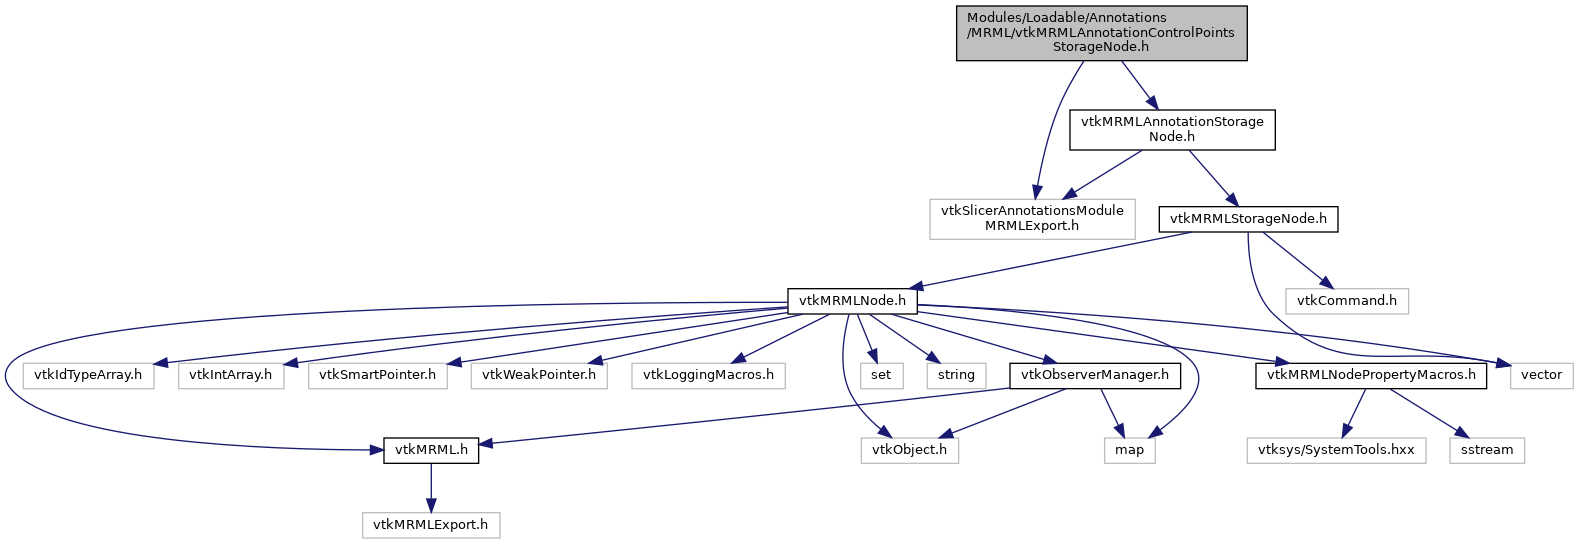 Modules/Loadable/Annotations
/MRML/vtkMRMLAnnotationControlPoints
StorageNode.h
vtkMRMLAnnotationStorage
Node.h
vtkSlicerAnnotationsModule
MRMLExport.h
vtkMRMLStorageNode.h
vtkMRMLNode.h
vtkCommand.h
vtkIdTypeArray.h
vtkIntArray.h
vtkSmartPointer.h
vtkWeakPointer.h
vtkLoggingMacros.h
set
string
vtkObserverManager.h
vtkMRMLNodePropertyMacros.h
vector
vtkMRML.h
vtkObject.h
map
vtksys/SystemTools.hxx
sstream
vtkMRMLExport.h